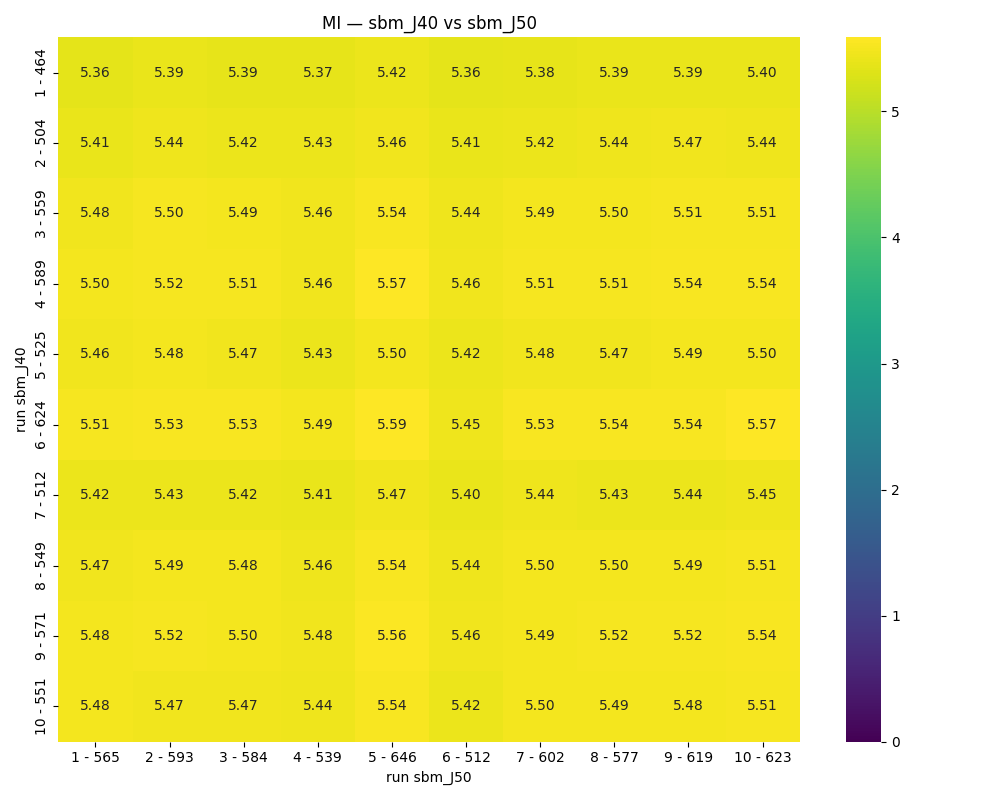 MI — sbm_J40 vs sbm_J50
1 - 464 5.36 5.39 5.39 5.37 5.42 5.36 5.38 5.39 5.39 5.40
2 - 504 5.41 5.44 5.42 5.43 5.46 5.41 5.42 5.44 5.47 5.44
3 - 559 5.48 5.50 5.49 5.46 5.54 5.44 5.49 5.50 5.51 5.51
4 - 589 5.50 5.52 5.51 5.46 5.57 5.46 5.51 5.51 5.54 5.54
5 - 525 5.46 5.48 5.47 5.43 5.50 5.42 5.48 5.47 5.49 5.50
6 - 624 5.51 5.53 5.53 5.49 5.59 5.45 5.53 5.54 5.54 5.57
7 - 512 5.42 5.43 5.42 5.41 5.47 5.40 5.44 5.43 5.44 5.45
8 - 549 5.47 5.49 5.48 5.46 5.54 5.44 5.50 5.50 5.49 5.51
9 - 571 5.48 5.52 5.50 5.48 5.56 5.46 5.49 5.52 5.52 5.54
10 - 551 5.48 5.47 5.47 5.44 5.54 5.42 5.50 5.49 5.48 5.51
1 - 565 2 - 593 3 - 584 4 - 539 5 - 646 6 - 512 7 - 602 8 - 577 9 - 619 10 - 623
run sbm_J50
run sbm_J40
5
4
3
2
1
0